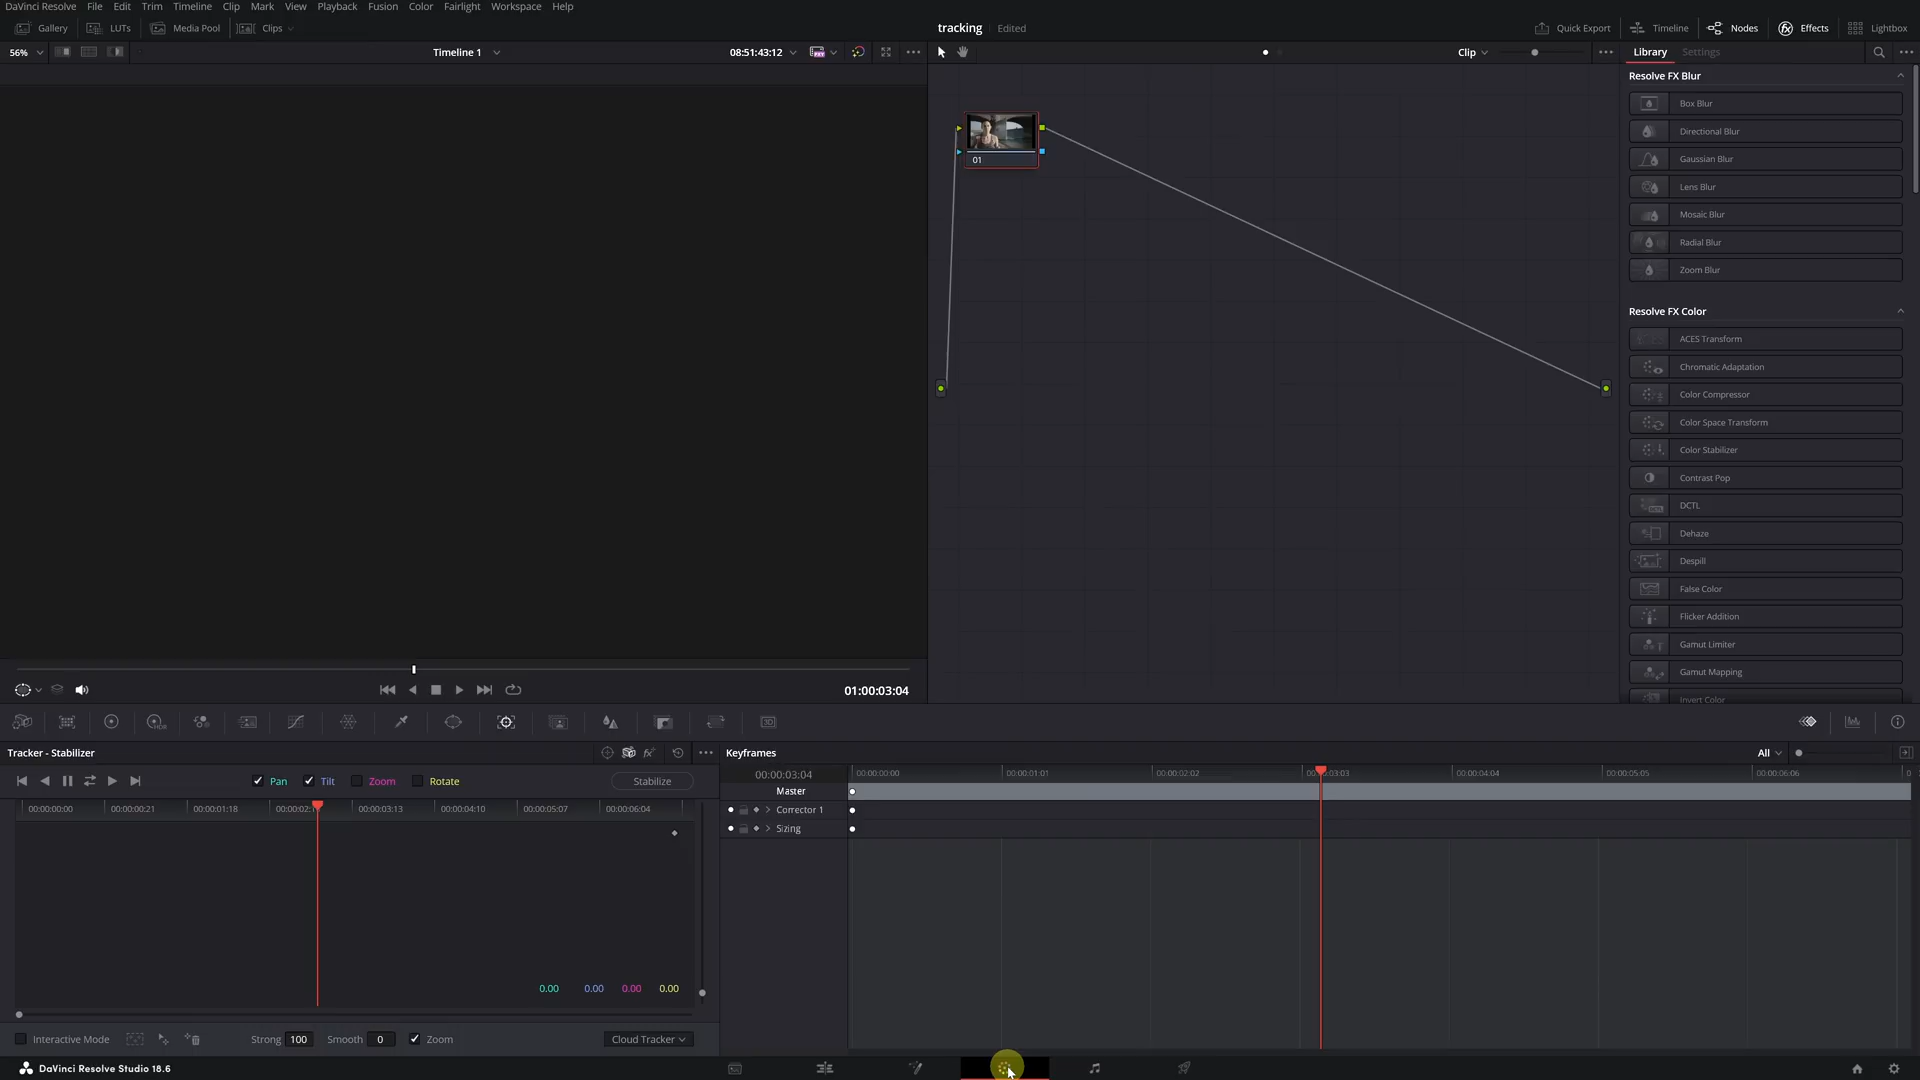 DaVinci Resolve File Edit Trim Timeline Clip Mark View Playback Fusion Color Fairlight Workspace Help
Gallery LUTs Media Pool Clips tracking Edited Quick Export Timeline Nodes Effects Lightbox
56% Timeline 1 08:51:43:12 Clip Library Settings
Resolve FX Blur
Box Blur
Directional Blur
Gaussian Blur
Lens Blur
Mosaic Blur
Radial Blur
Zoom Blur
01
Resolve FX Color
ACES Transform
Chromatic Adaptation
Color Compressor
Color Space Transform
Color Stabilizer
Contrast Pop
DCTL
Dehaze
Despill
False Color
Flicker Addition
Gamut Limiter
Gamut Mapping
Invert Color
01:00:03:04
HDR
3D
Tracker - Stabilizer
Pan Tilt Zoom Rotate Stabilize
00:00:00:00 00:00:00:21 00:00:01:18 00:00:02:1 00:00:03:13 00:00:04:10 00:00:05:07 00:00:06:04
0.00 0.00 0.00 0.00
Interactive Mode Strong 100 Smooth 0 Zoom Cloud Tracker
Keyframes All
00:00:03:04 00:00:00:00 00:00:01:01 00:00:02:02 :03:03 00:00:04:04 00:00:05:05 00:00:06:06
Master
Corrector 1
Sizing
DaVinci Resolve Studio 18.6